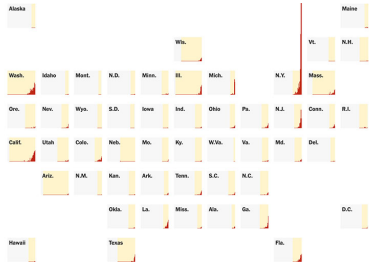 Alaska Maine
Wis. Vt. N.H.
Wash. Idaho Mont. N.D. Minn. Ill. Mich. N.Y. Mass.
Ore. Nev. Wyo. S.D. Iowa Ind. Ohio Pa. N.J. Conn. R.I.
Calif. Utah Colo. Neb. Mo. Ky. W.Va. Va. Md. Del.
Ariz. N.M. Kan. Ark. Tenn. S.C. N.C.
Okla. La. Miss. Ala. Ga. D.C.
Hawaii Texas Fla.